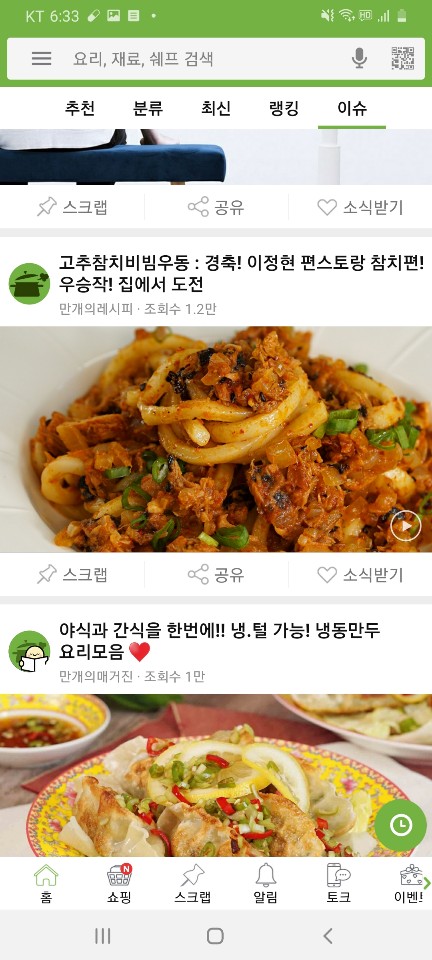 KT 6:33
요리, 재료, 쉐프 검색
추천 분류 최신 랭킹 이슈
스크랩 공유 소식받기
고추참치비빔우동 : 경축! 이정현 편스토랑 참치편!
우승작! 집에서 도전
만개의레시피 · 조회수 1.2만
스크랩 공유 소식받기
야식과 간식을 한번에!! 냉.털 가능! 냉동만두
요리모음 ❤️
만개의매거진 · 조회수 1만
N
홈 쇼핑 스크랩 알림 토크 이벤트